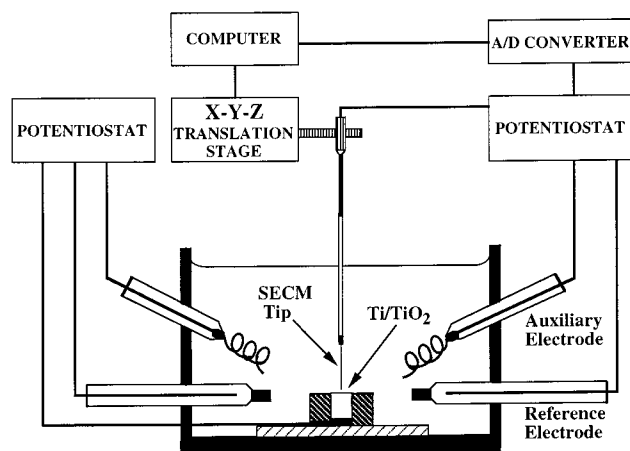 COMPUTER
A/D CONVERTER
POTENTIOSTAT
X-Y-Z
TRANSLATION
STAGE
POTENTIOSTAT
SECM
Tip
Ti/TiO2
Auxiliary
Electrode
Reference
Electrode